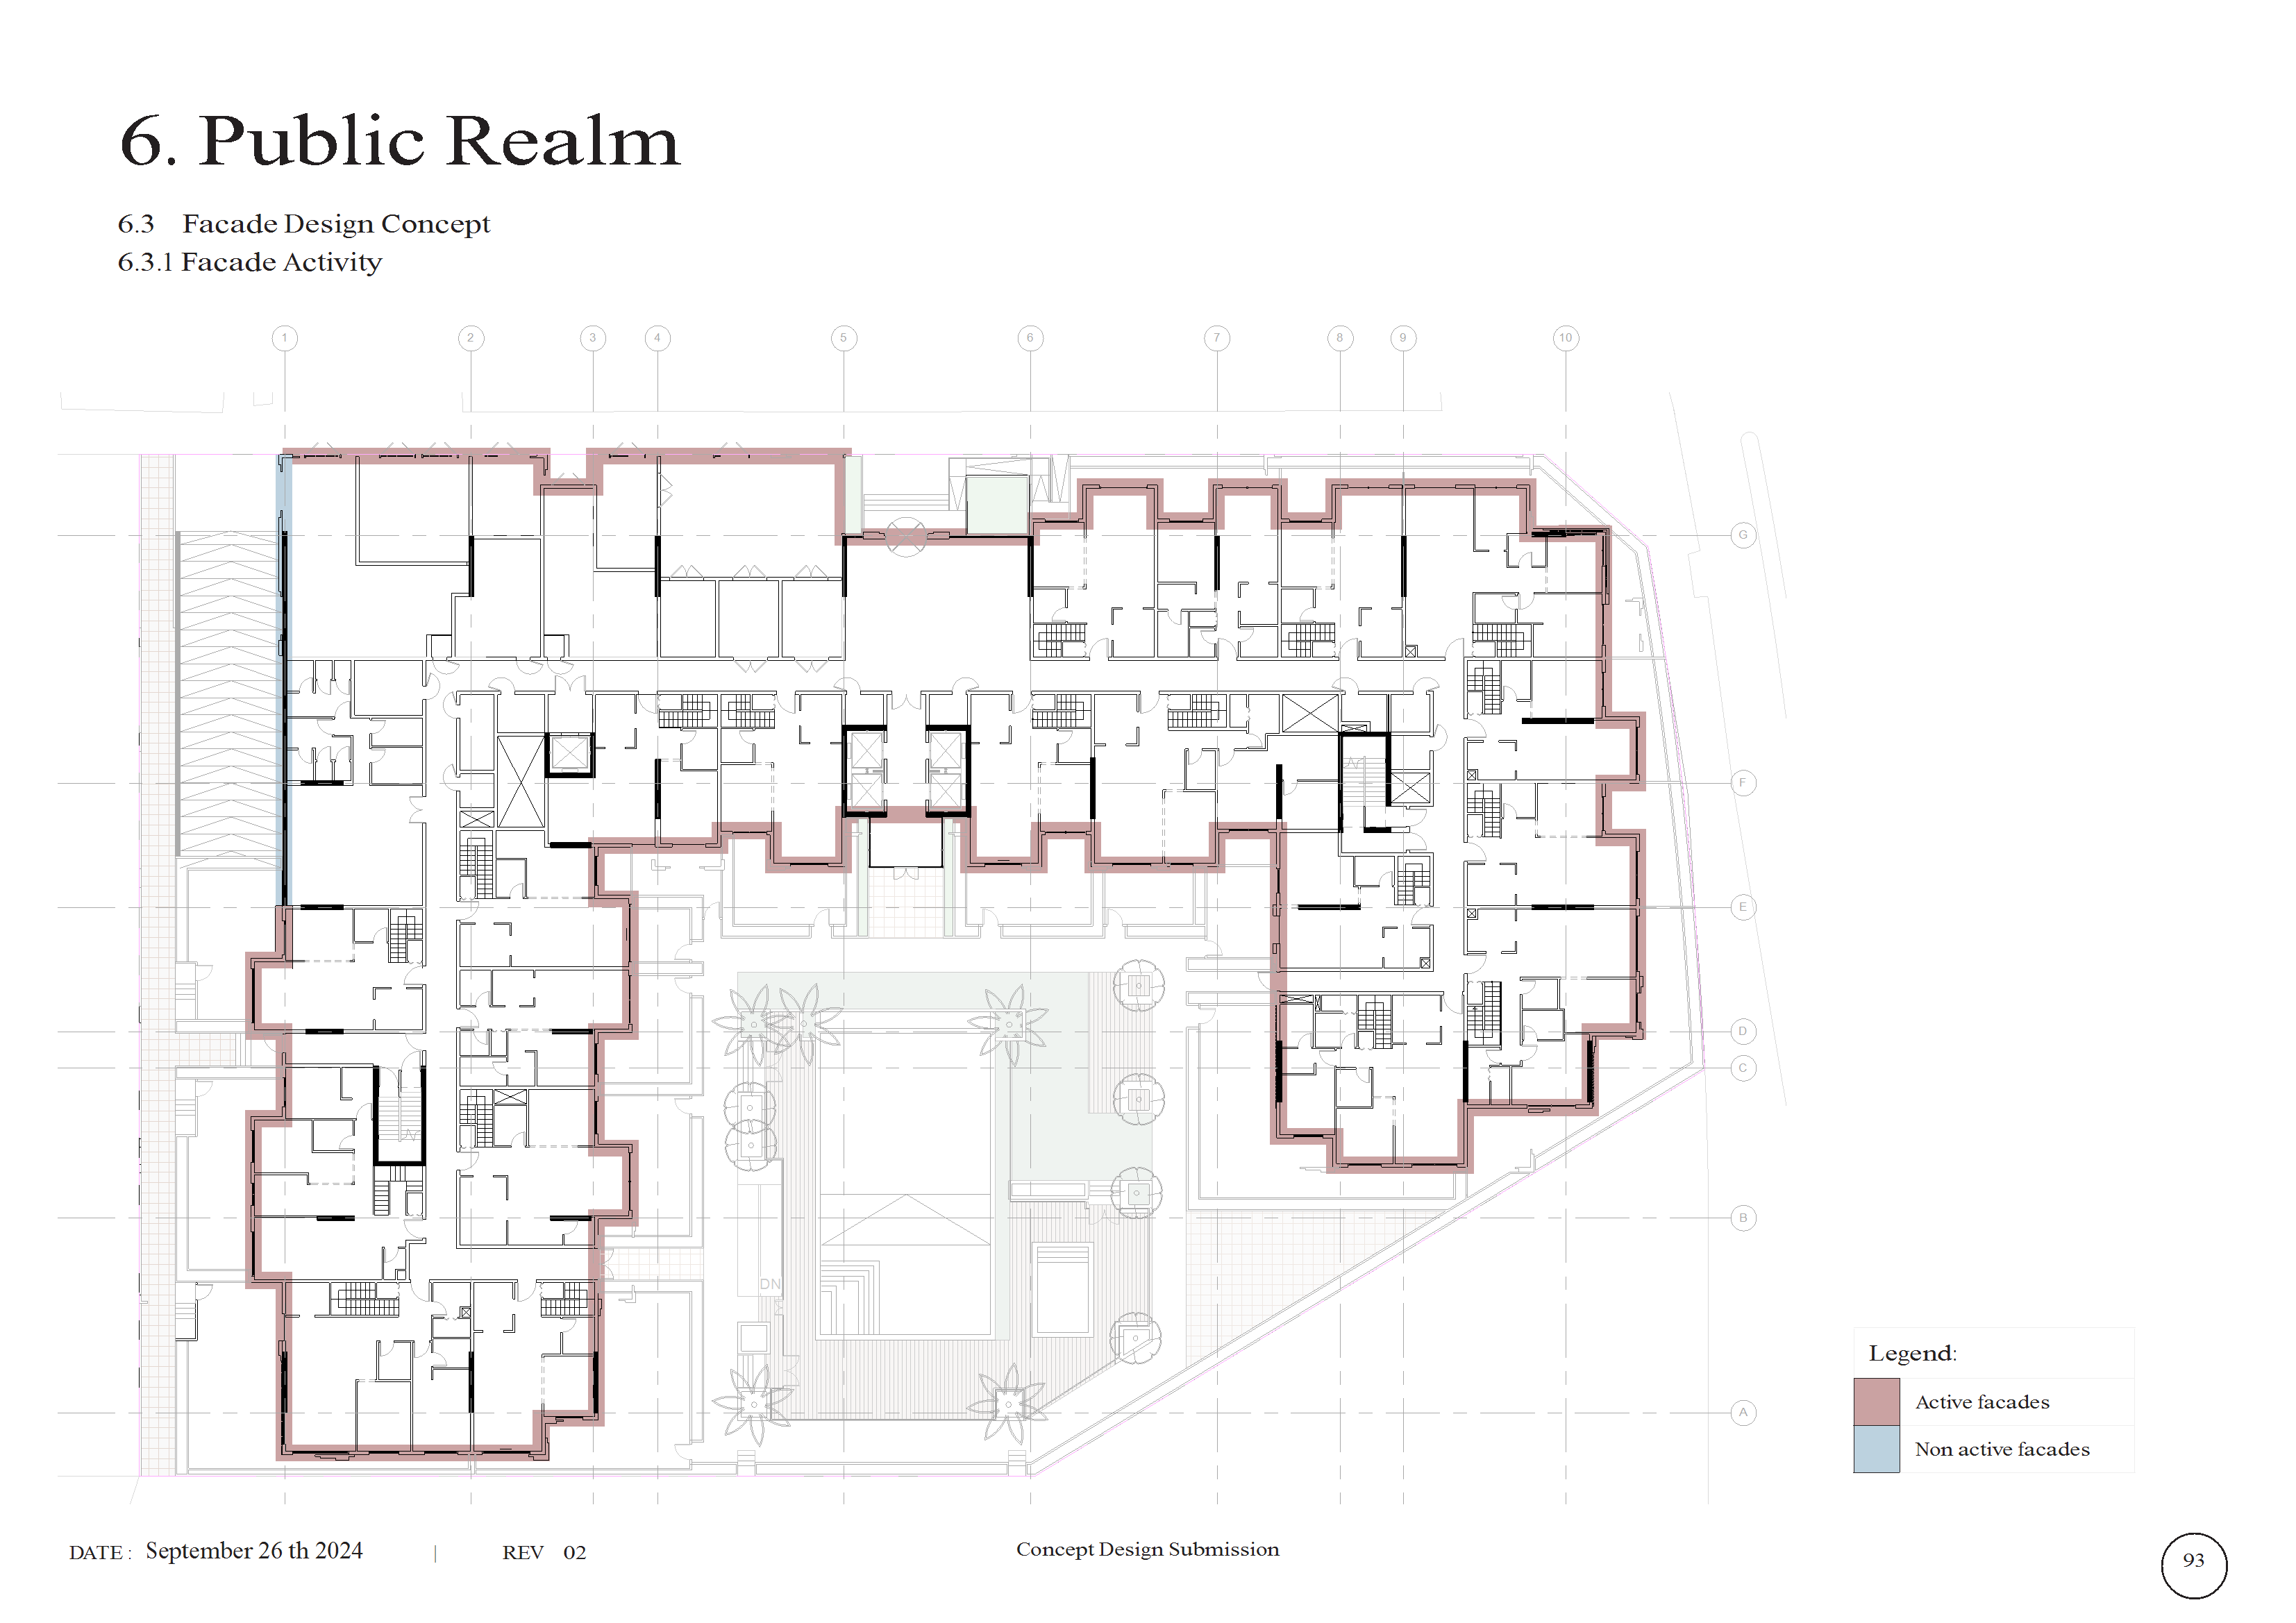 6. Public Realm
6.3 Facade Design Concept
6.3.1 Facade Activity
1 2 3 4 5 6 7 8 9 10
G
F
E
D
C
B
DN
A
Legend:
Active facades
Non active facades
DATE : September 26 th 2024 | REV 02
Concept Design Submission
93